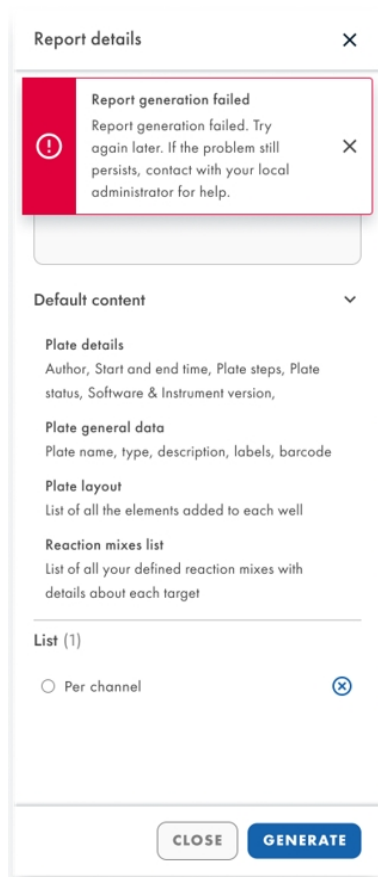 Report details
Report generation failed
Report generation failed. Try
again later. If the problem still
persists, contact with your local
administrator for help.
Default content
Plate details
Author, Start and end time, Plate steps, Plate
status, Software & Instrument version,
Plate general data
Plate name, type, description, labels, barcode
Plate layout
List of all the elements added to each well
Reaction mixes list
List of all your defined reaction mixes with
details about each target
List (1)
Per channel
CLOSE GENERATE